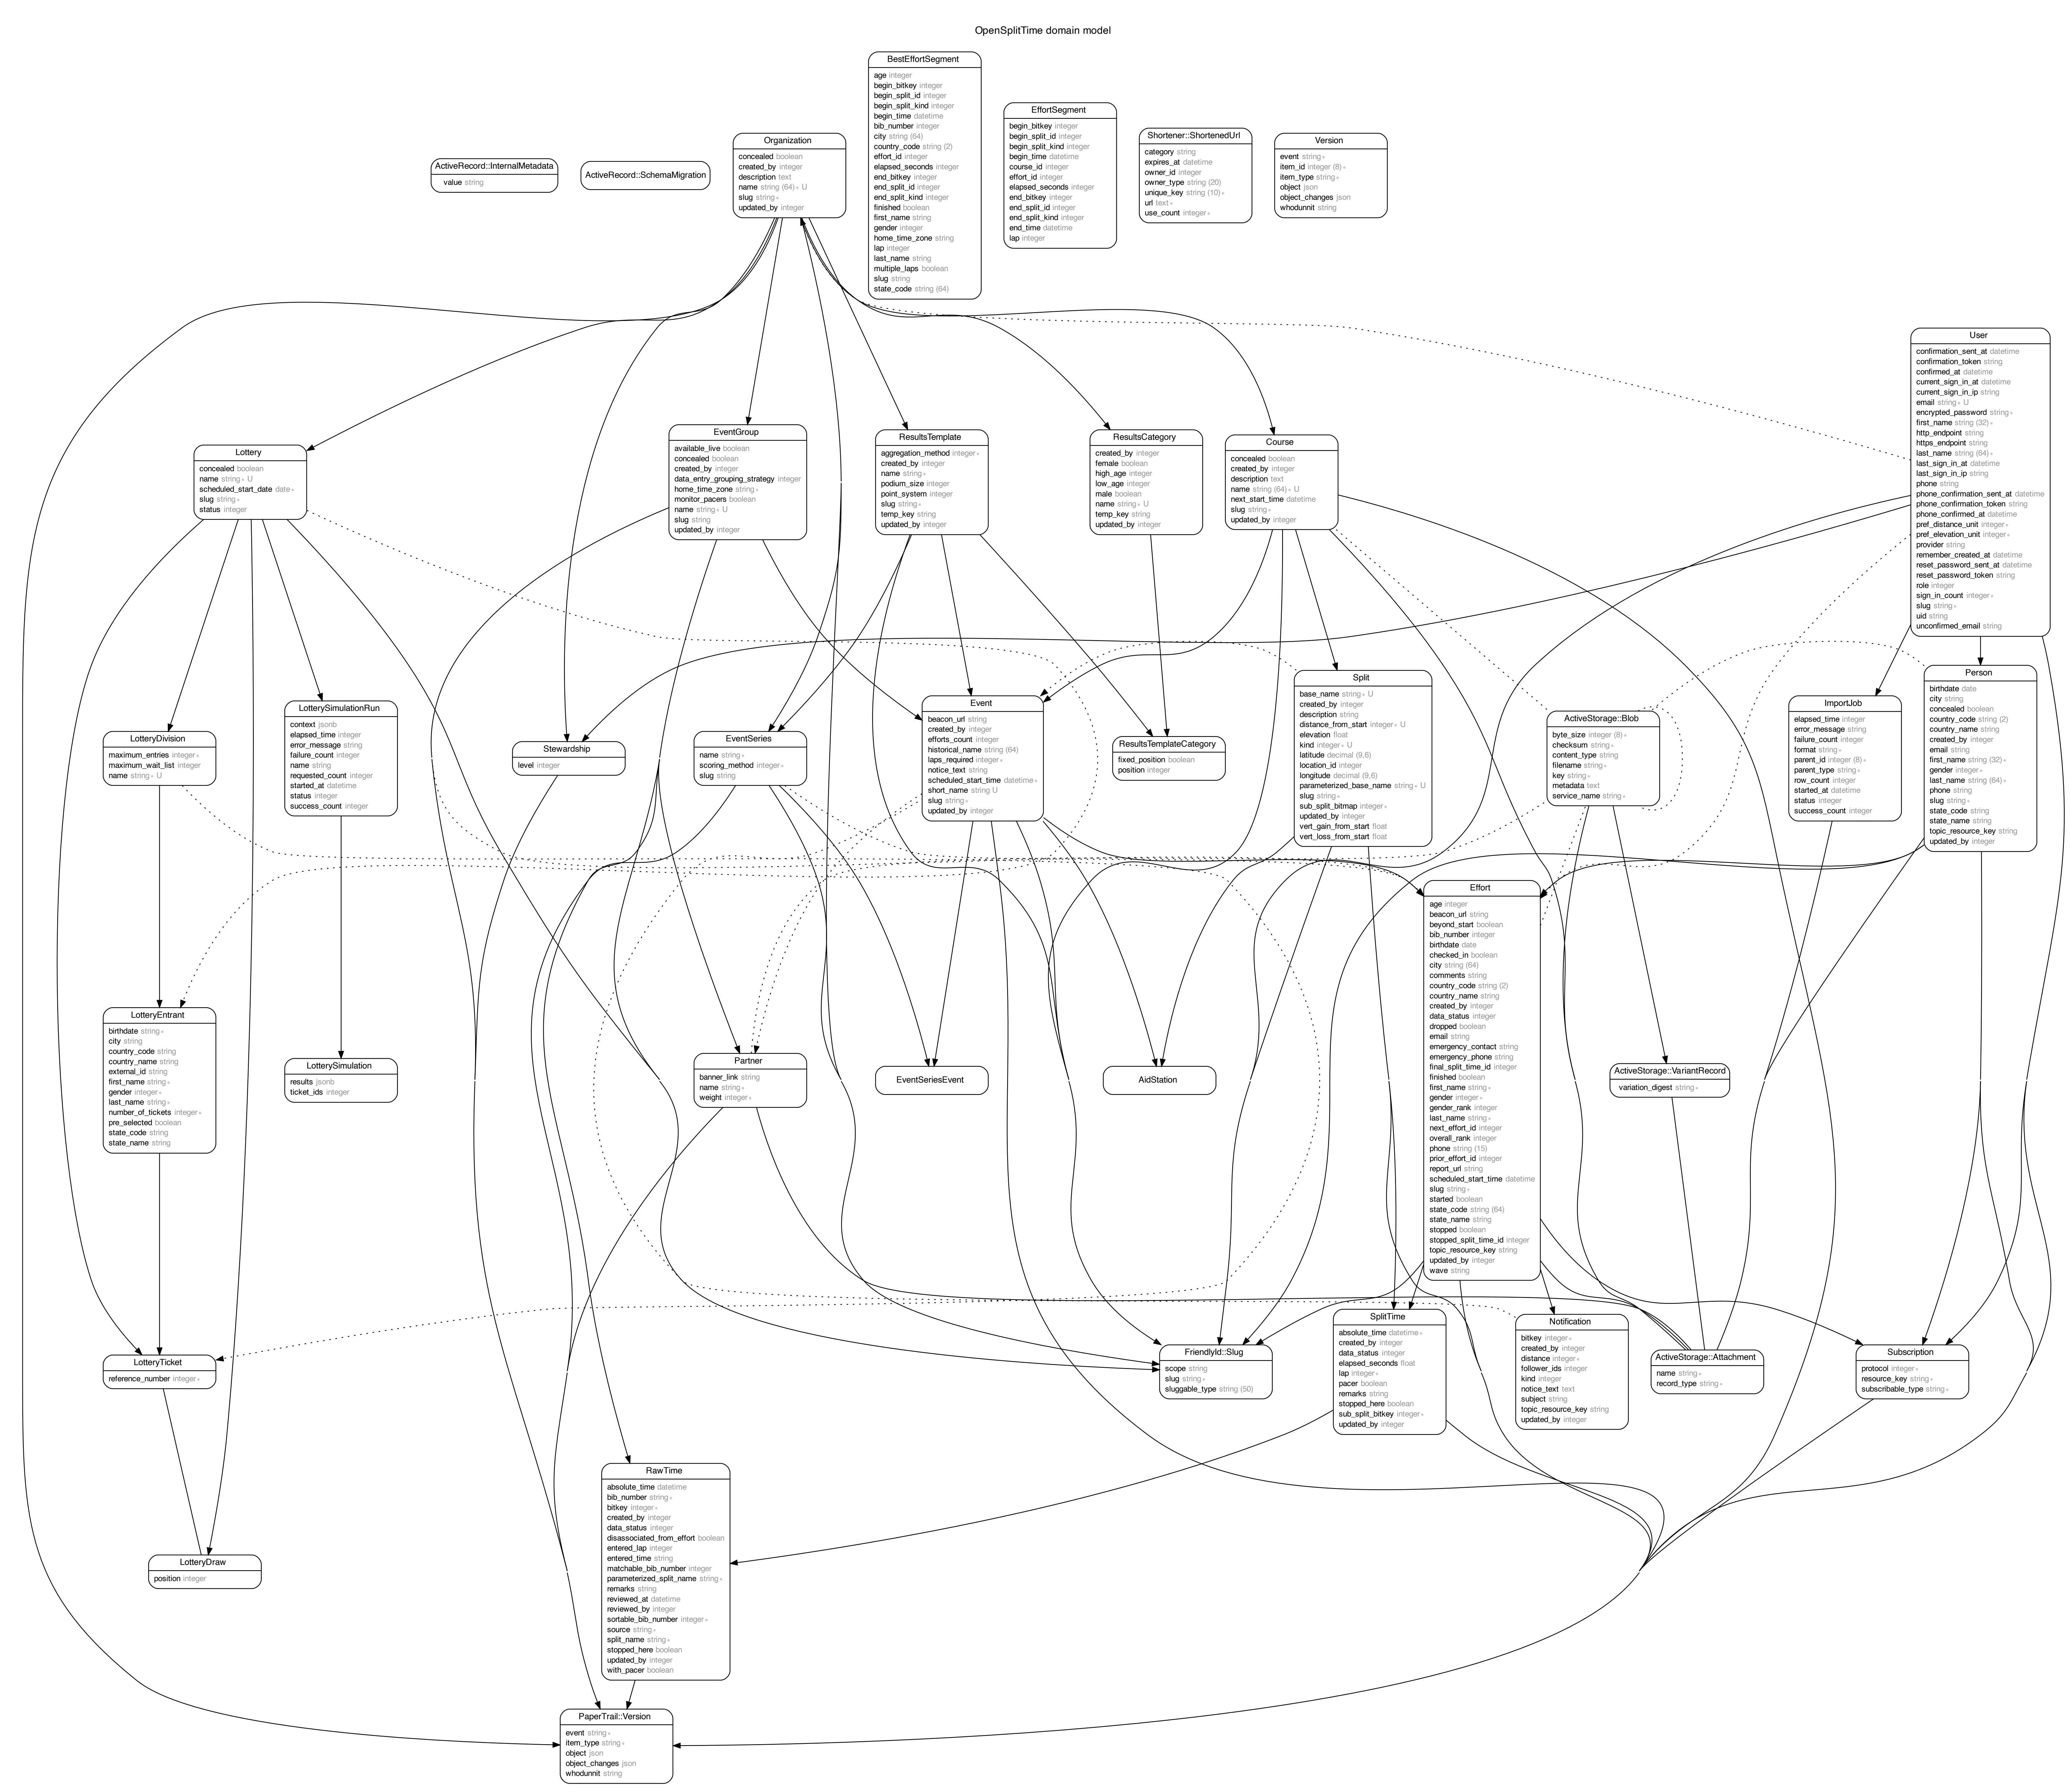 OpenSplitTime domain model
BestEffortSegment
age integer
begin_bitkey integer
begin_split_id integer
begin_split_kind integer
begin_time datetime
bib_number integer
city string (64)
country_code string (2)
effort_id integer
elapsed_seconds integer
end_bitkey integer
end_split_id integer
end_split_kind integer
finished boolean
first_name string
gender integer
home_time_zone string
lap integer
last_name string
multiple_laps boolean
slug string
state_code string (64)
EffortSegment
begin_bitkey integer
begin_split_id integer
begin_split_kind integer
begin_time datetime
course_id integer
effort_id integer
elapsed_seconds integer
end_bitkey integer
end_split_id integer
end_split_kind integer
end_time datetime
lap integer
Shortener::ShortenedUrl
category string
expires_at datetime
owner_id integer
owner_type string (20)
unique_key string (10)∗
url text∗
use_count integer∗
Version
event string∗
item_id integer (8)∗
item_type string∗
object json
object_changes json
whodunnit string
Organization
concealed boolean
created_by integer
description text
name string (64)∗ U
slug string∗
updated_by integer
ActiveRecord::InternalMetadata
value string
ActiveRecord::SchemaMigration
User
confirmation_sent_at datetime
confirmation_token string
confirmed_at datetime
current_sign_in_at datetime
current_sign_in_ip string
email string∗ U
encrypted_password string∗
first_name string (32)∗
http_endpoint string
https_endpoint string
last_name string (64)∗
last_sign_in_at datetime
last_sign_in_ip string
phone string
phone_confirmation_sent_at datetime
phone_confirmation_token string
phone_confirmed_at datetime
pref_distance_unit integer∗
pref_elevation_unit integer∗
provider string
remember_created_at datetime
reset_password_sent_at datetime
reset_password_token string
role integer
sign_in_count integer∗
slug string∗
uid string
unconfirmed_email string
Lottery
concealed boolean
name string∗ U
scheduled_start_date date∗
slug string∗
status integer
EventGroup
available_live boolean
concealed boolean
created_by integer
data_entry_grouping_strategy integer
home_time_zone string∗
monitor_pacers boolean
name string∗ U
slug string
updated_by integer
ResultsTemplate
aggregation_method integer∗
created_by integer
name string∗
podium_size integer
point_system integer
slug string∗
temp_key string
updated_by integer
ResultsCategory
created_by integer
female boolean
high_age integer
low_age integer
male boolean
name string∗ U
temp_key string
updated_by integer
Course
concealed boolean
created_by integer
description text
name string (64)∗ U
next_start_time datetime
slug string∗
updated_by integer
LotteryDivision
maximum_entries integer∗
maximum_wait_list integer
name string∗ U
LotterySimulationRun
context jsonb
elapsed_time integer
error_message string
failure_count integer
name string
requested_count integer
started_at datetime
status integer
success_count integer
Stewardship
level integer
EventSeries
name string∗
scoring_method integer∗
slug string
Event
beacon_url string
created_by integer
efforts_count integer
historical_name string (64)
laps_required integer∗
notice_text string
scheduled_start_time datetime∗
short_name string U
slug string∗
updated_by integer
ResultsTemplateCategory
fixed_position boolean
position integer
Split
base_name string∗ U
created_by integer
description string
distance_from_start integer∗ U
elevation float
kind integer∗ U
latitude decimal (9,6)
location_id integer
longitude decimal (9,6)
parameterized_base_name string∗ U
slug string∗
sub_split_bitmap integer∗
updated_by integer
vert_gain_from_start float
vert_loss_from_start float
ActiveStorage::Blob
byte_size integer (8)∗
checksum string∗
content_type string
filename string∗
key string∗
metadata text
service_name string∗
ImportJob
elapsed_time integer
error_message string
failure_count integer
format string∗
parent_id integer (8)∗
parent_type string∗
row_count integer
started_at datetime
status integer
success_count integer
Person
birthdate date
city string
concealed boolean
country_code string (2)
country_name string
created_by integer
email string
first_name string (32)∗
gender integer∗
last_name string (64)∗
phone string
slug string∗
state_code string
state_name string
topic_resource_key string
updated_by integer
Effort
age integer
beacon_url string
beyond_start boolean
bib_number integer
birthdate date
checked_in boolean
city string (64)
comments string
country_code string (2)
country_name string
created_by integer
data_status integer
dropped boolean
email string
emergency_contact string
emergency_phone string
final_split_time_id integer
finished boolean
first_name string∗
gender integer∗
gender_rank integer
last_name string∗
next_effort_id integer
overall_rank integer
phone string (15)
prior_effort_id integer
report_url string
scheduled_start_time datetime
slug string∗
started boolean
state_code string (64)
state_name string
stopped boolean
stopped_split_time_id integer
topic_resource_key string
updated_by integer
wave string
LotteryEntrant
birthdate string∗
city string
country_code string
country_name string
external_id string
first_name string∗
gender integer∗
last_name string∗
number_of_tickets integer∗
pre_selected boolean
state_code string
state_name string
LotterySimulation
results jsonb
ticket_ids integer
Partner
banner_link string
name string∗
weight integer∗
EventSeriesEvent
AidStation
ActiveStorage::VariantRecord
variation_digest string∗
LotteryTicket
reference_number integer∗
FriendlyId::Slug
scope string
slug string∗
sluggable_type string (50)
SplitTime
absolute_time datetime∗
created_by integer
data_status integer
elapsed_seconds float
lap integer∗
pacer boolean
remarks string
stopped_here boolean
sub_split_bitkey integer∗
updated_by integer
Notification
bitkey integer∗
created_by integer
distance integer∗
follower_ids integer
kind integer
notice_text text
subject string
topic_resource_key string
updated_by integer
ActiveStorage::Attachment
name string∗
record_type string∗
Subscription
protocol integer∗
resource_key string∗
subscribable_type string∗
RawTime
absolute_time datetime
bib_number string∗
bitkey integer∗
created_by integer
data_status integer
disassociated_from_effort boolean
entered_lap integer
entered_time string
matchable_bib_number integer
parameterized_split_name string∗
remarks string
reviewed_at datetime
reviewed_by integer
sortable_bib_number integer∗
source string∗
split_name string∗
stopped_here boolean
updated_by integer
with_pacer boolean
LotteryDraw
position integer
PaperTrail::Version
event string∗
item_type string∗
object json
object_changes json
whodunnit string